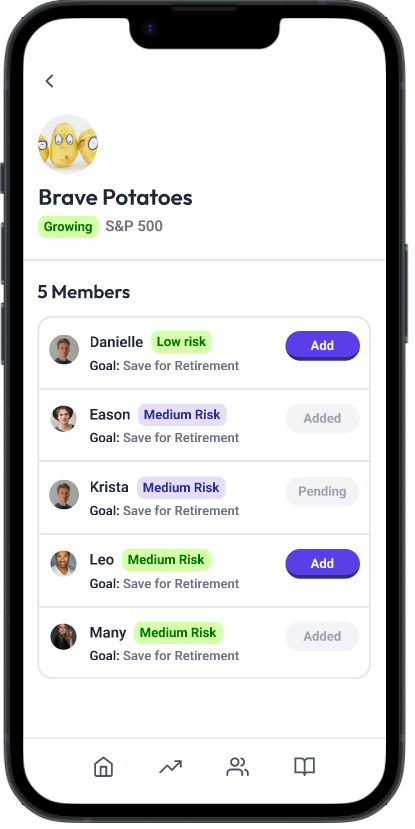 Brave Potatoes
Growing S&P 500
5 Members
Danielle Low risk Add
Goal: Save for Retirement
Eason Medium Risk Added
Goal: Save for Retirement
Krista Medium Risk Pending
Goal: Save for Retirement
Leo Medium Risk Add
Goal: Save for Retirement
Many Medium Risk Added
Goal: Save for Retirement